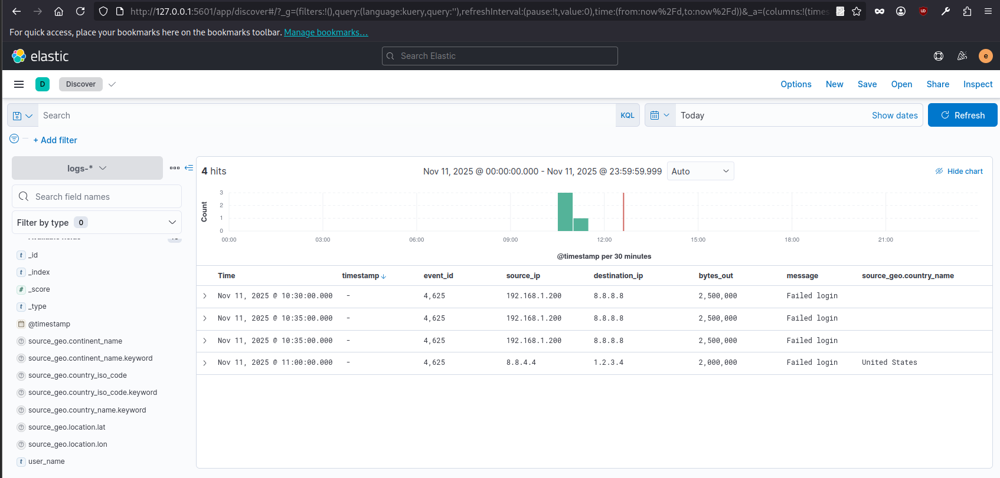 http://127.0.0.1:5601/app/discover#/?_g=(filters:!(),query:(language:kuery,query:''),refreshInterval:(pause:!t,value:0),time:(from:now%2Fd,to:now%2Fd))&_a=(columns:!(times
For quick access, place your bookmarks here on the bookmarks toolbar. Manage bookmarks…
elastic
Search Elastic
e
D
Discover
Options New Save Open Share Inspect
Search
KQL
Today
Show dates
Refresh
+ Add filter
logs-*
Search field names
Filter by type 0
Available fields
t _id
t _index
# _score
t _type
@timestamp
source_geo.continent_name
source_geo.continent_name.keyword
source_geo.country_iso_code
source_geo.country_iso_code.keyword
source_geo.country_name.keyword
source_geo.location.lat
source_geo.location.lon
t user_name
4 hits
Nov 11, 2025 @ 00:00:00.000 - Nov 11, 2025 @ 23:59:59.999
Auto
Hide chart
Count
3
2
1
0
00:00 03:00 06:00 09:00 12:00 15:00 18:00 21:00
@timestamp per 30 minutes
Time timestamp event_id source_ip destination_ip bytes_out message source_geo.country_name
Nov 11, 2025 @ 10:30:00.000 - 4,625 192.168.1.200 8.8.8.8 2,500,000 Failed login
Nov 11, 2025 @ 10:35:00.000 - 4,625 192.168.1.200 8.8.8.8 2,500,000 Failed login
Nov 11, 2025 @ 10:35:00.000 - 4,625 192.168.1.200 8.8.8.8 2,500,000 Failed login
Nov 11, 2025 @ 11:00:00.000 - 4,625 8.8.4.4 1.2.3.4 2,000,000 Failed login United States